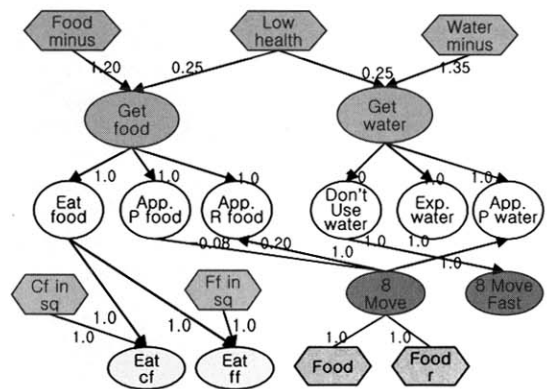 Food
minus
Low
health
Water
minus
1.20
0.25
0.25
1.35
Get
food
Get
water
1.0
1.0
1.0
1.0
Eat
food
App.
P food
App.
R food
Don't
Use
water
Exp.
water
App.
P water
0.08
0.20
1.0
1.0
1.0
1.0
Cf in
sq
Ff in
sq
8
Move
8 Move
Fast
1.0
1.0
1.0
1.0
1.0
1.0
Eat
cf
Eat
ff
Food
Food
r